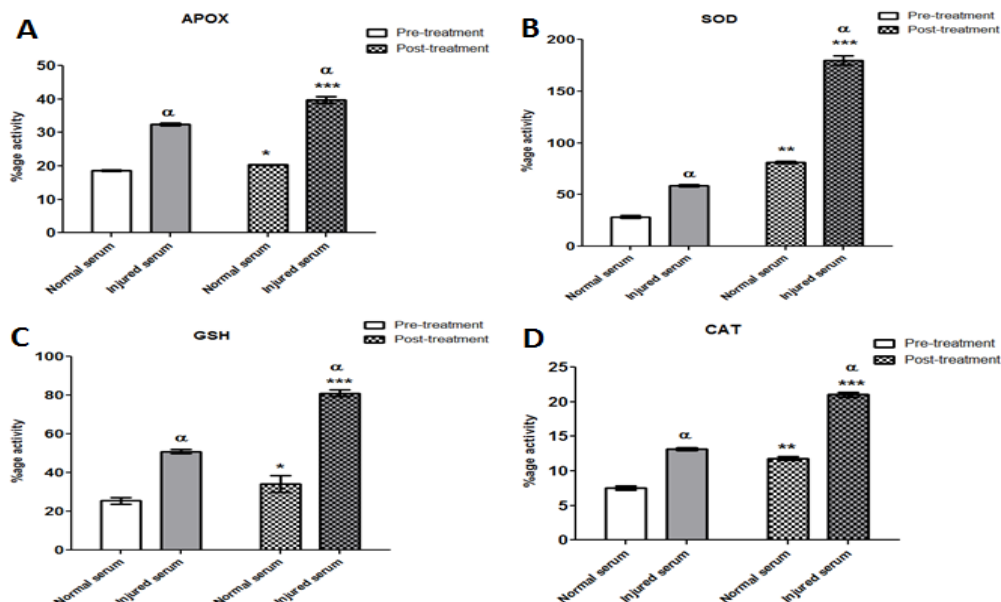 A
APOX
Pre-treatment
Post-treatment
%age activity
50
40
30
20
10
0
α
*
α
***
Normal serum
Injured serum
Normal serum
Injured serum
B
SOD
Pre-treatment
Post-treatment
%age activity
200
150
100
50
0
α
**
α
***
Normal serum
Injured serum
Normal serum
Injured serum
C
GSH
Pre-treatment
Post-treatment
%age activity
100
80
60
40
20
0
α
*
α
***
Normal serum
Injured serum
Normal serum
Injured serum
D
CAT
Pre-treatment
Post-treatment
%age activity
25
20
15
10
5
0
α
**
α
***
Normal serum
Injured serum
Normal serum
Injured serum